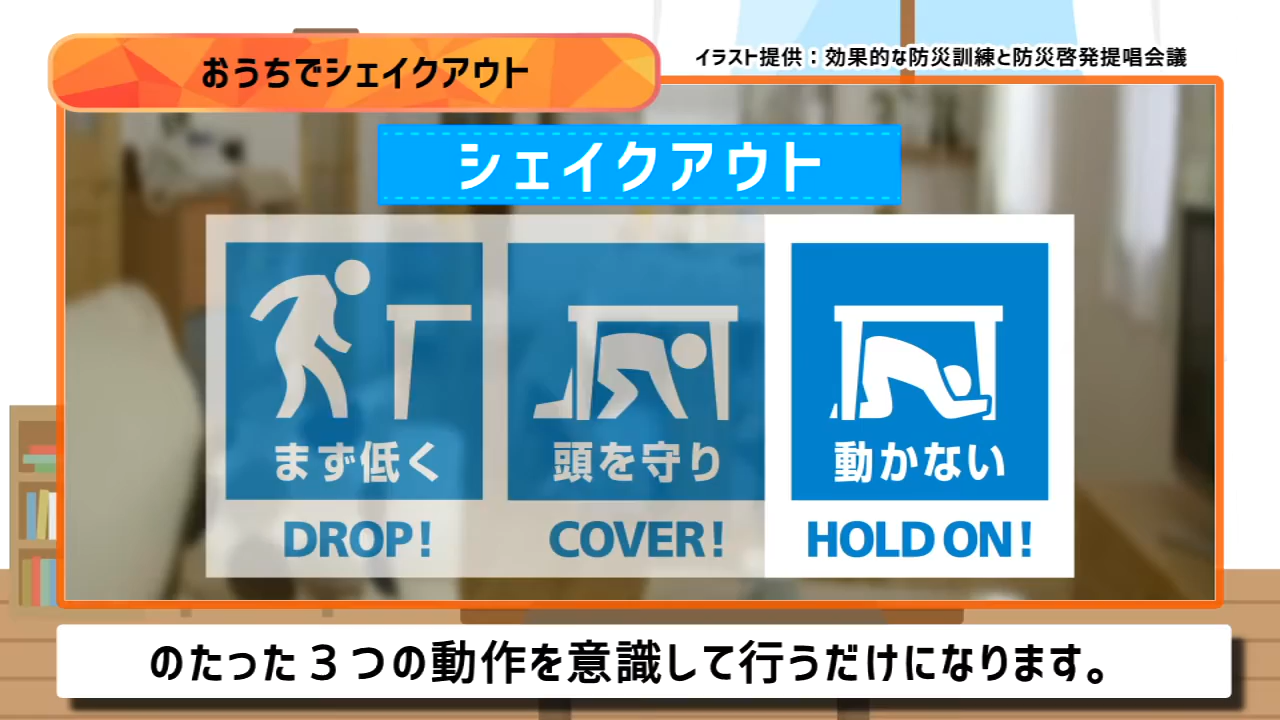 おうちでシェイクアウト
イラスト提供：効果的な防災訓練と防災啓発提唱会議
シェイクアウト
まず低く
頭を守り
動かない
DROP!
COVER!
HOLD ON!
のたった３つの動作を意識して行うだけになります。